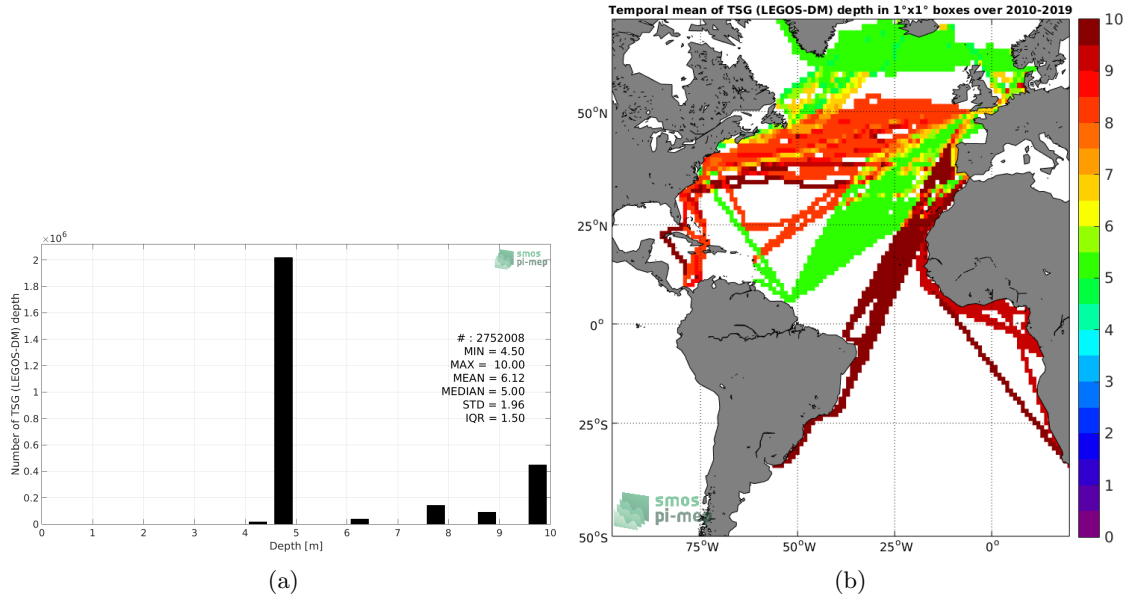 Temporal mean of TSG (LEGOS-DM) depth in 1°x1° boxes over 2010-2019
×10⁶
2
1.8
1.6
1.4
1.2
1
0.8
0.6
0.4
0.2
0
Number of TSG (LEGOS-DM) depth
smos
pi-mep
# : 2752008
MIN = 4.50
MAX = 10.00
MEAN = 6.12
MEDIAN = 5.00
STD = 1.96
IQR = 1.50
0 1 2 3 4 5 6 7 8 9 10
Depth [m]
(a)
50°N
25°N
0°
25°S
50°S
75°W 50°W 25°W 0°
smos
pi-mep
10
9
8
7
6
5
4
3
2
1
0
(b)